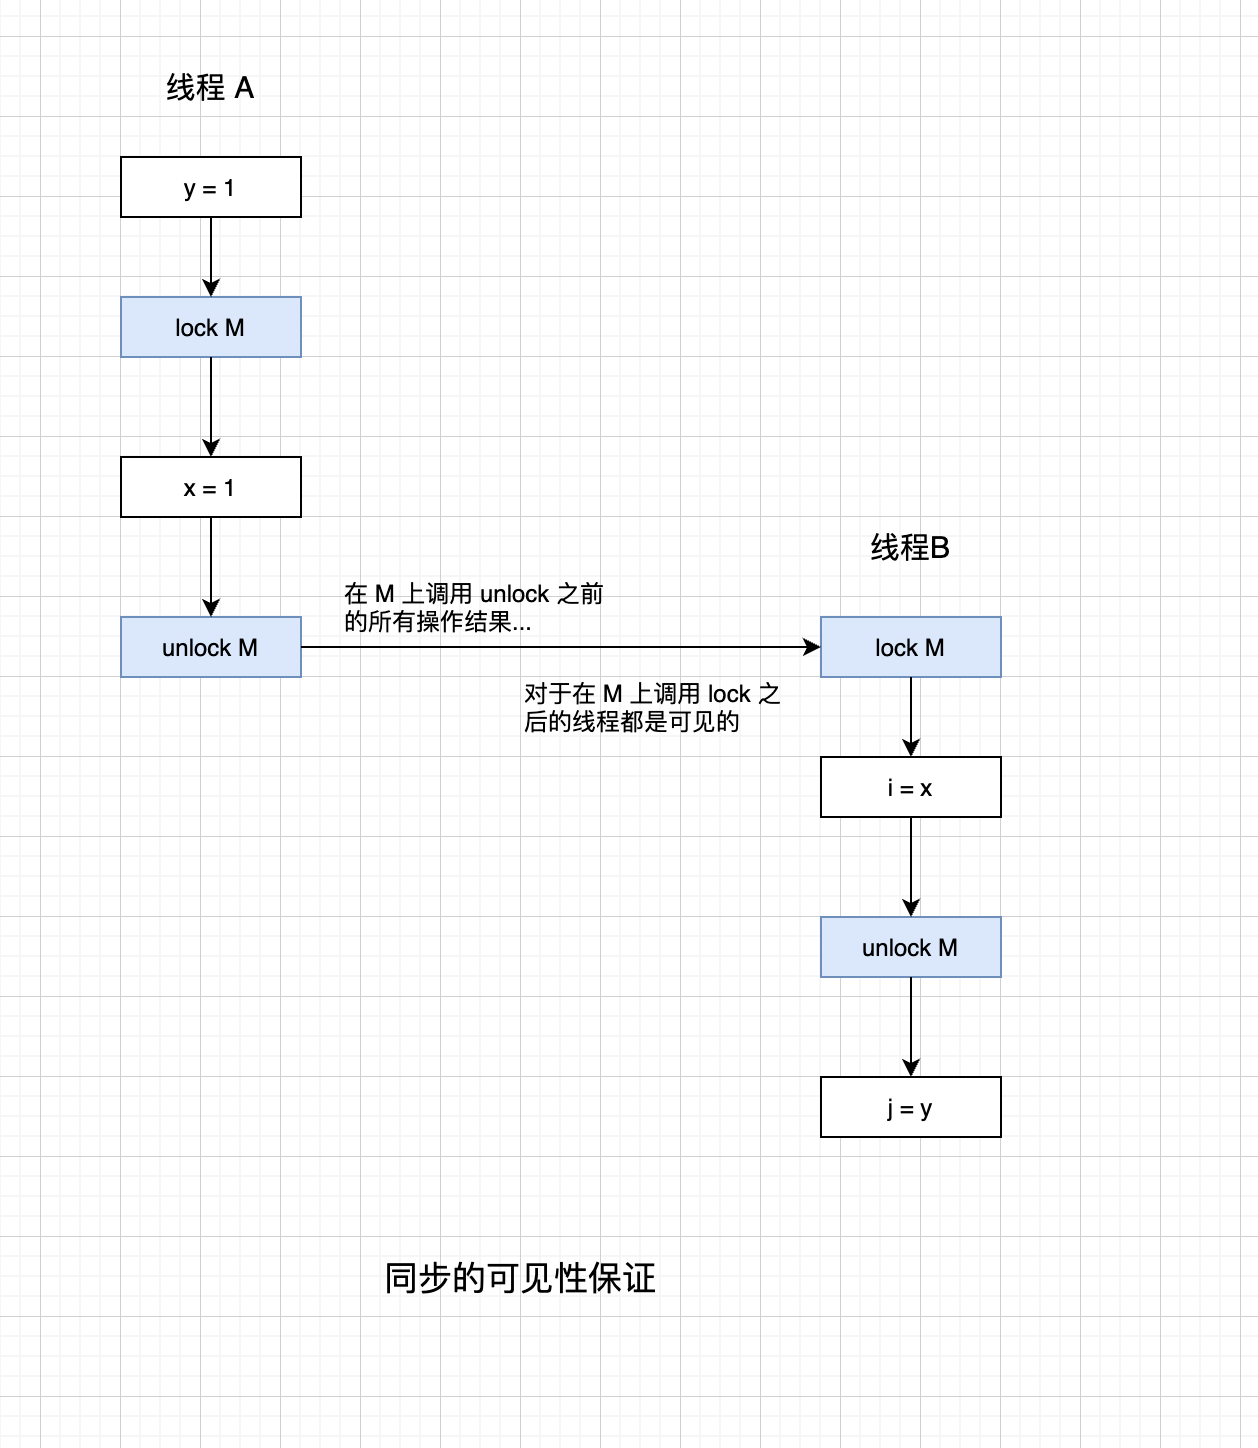 线程 A
y = 1
lock M
x = 1
unlock M
在 M 上调用 unlock 之前
的所有操作结果...
对于在 M 上调用 lock 之
后的线程都是可见的
线程B
lock M
i = x
unlock M
j = y
同步的可见性保证